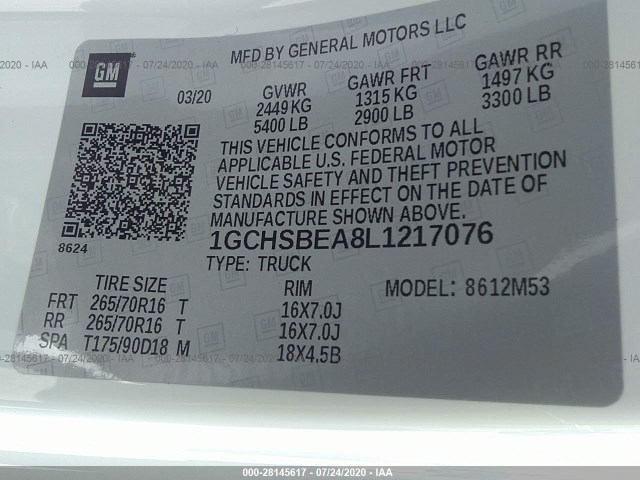 GM
MFD BY GENERAL MOTORS LLC
03/20
GVWR GAWR FRT GAWR RR
2449 KG 1315 KG 1497 KG
5400 LB 2900 LB 3300 LB
THIS VEHICLE CONFORMS TO ALL
APPLICABLE U.S. FEDERAL MOTOR
VEHICLE SAFETY AND THEFT PREVENTION
STANDARDS IN EFFECT ON THE DATE OF
MANUFACTURE SHOWN ABOVE.
8624
1GCHSBEA8L1217076
TYPE: TRUCK
TIRE SIZE RIM MODEL: 8612M53
FRT 265/70R16 T 16X7.0J
RR 265/70R16 T 16X7.0J
SPA T175/90D18 M 18X4.5B
000-28145617 - 07/24/2020 - IAA